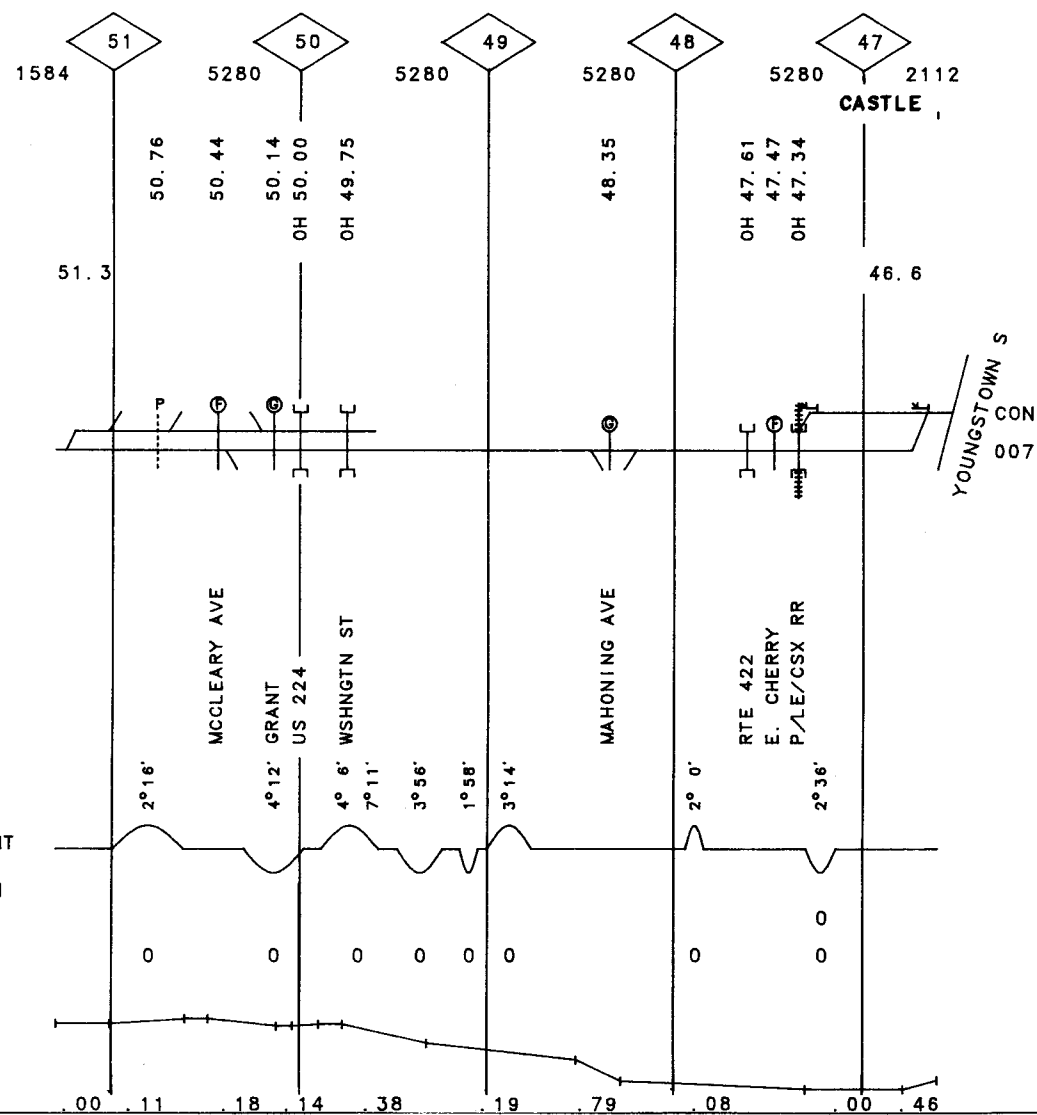 51 50 49 48 47
1584 5280 5280 5280 5280 2112
CASTLE
50.76
50.44
50.14
OH 50.00
OH 49.75
48.35
OH 47.61
47.47
OH 47.34
51.3 46.6
P F G G F
YOUNGSTOWN S
CON
007
MCCLEARY AVE
GRANT
US 224
WSHNGTN ST
MAHONING AVE
RTE 422
E. CHERRY
P/LE/CSX RR
2°16'
4°12'
4° 6'
7°11'
3°56'
1°58'
3°14'
2° 0'
2°36'
0
0 0 0 0 0 0 0 0
.00 .11 .18 .14 .38 .19 .79 .08 .00 .46